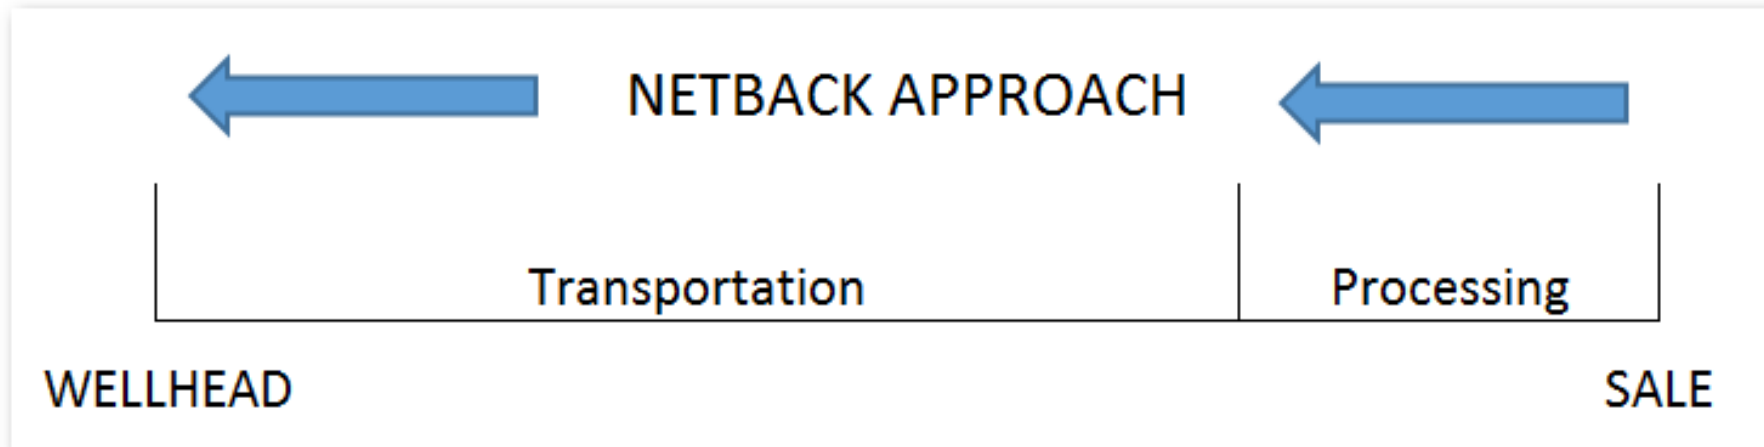 NETBACK APPROACH
Transportation
Processing
WELLHEAD
SALE